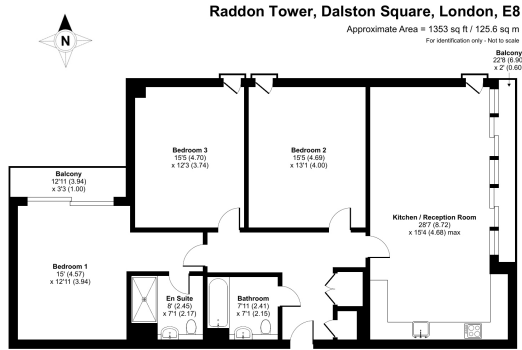 Raddon Tower, Dalston Square, London, E8
Approximate Area = 1353 sq ft / 125.6 sq m
For identification only - Not to scale
N
Balcony
22'8 (6.90
x 2' (0.60
Bedroom 3
15'5 (4.70)
x 12'3 (3.74)
Bedroom 2
15'5 (4.69)
x 13'1 (4.00)
Balcony
12'11 (3.94)
x 3'3 (1.00)
Kitchen / Reception Room
28'7 (8.72)
x 15'4 (4.68) max
Bedroom 1
15' (4.57)
x 12'11 (3.94)
En Suite
8' (2.45)
x 7'1 (2.17)
Bathroom
7'11 (2.41)
x 7'1 (2.15)